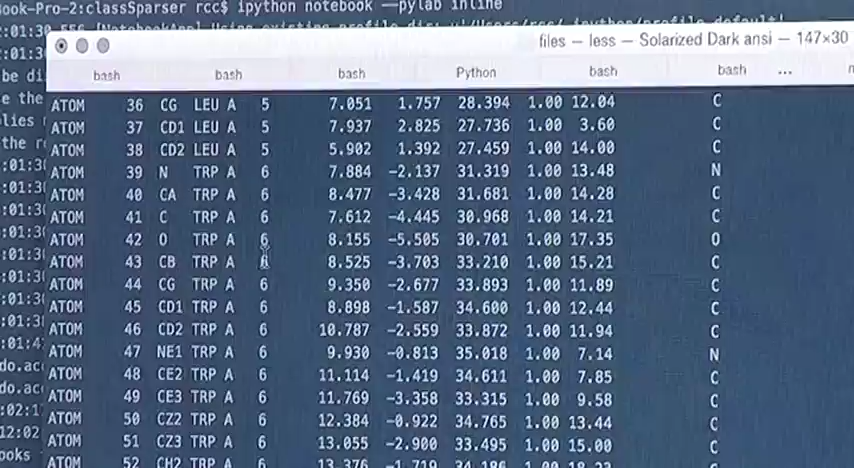 ook-Pro-2:classSparser rcc$ ipython notebook --pylab inline
files — less — Solarized Dark ansi — 147×30
bash bash bash Python bash bash ...
ATOM 36 CG LEU A 5 7.051 1.757 28.394 1.00 12.04 C
ATOM 37 CD1 LEU A 5 7.937 2.825 27.736 1.00 3.60 C
ATOM 38 CD2 LEU A 5 5.902 1.392 27.459 1.00 14.00 C
ATOM 39 N TRP A 6 7.884 -2.137 31.319 1.00 13.48 N
ATOM 40 CA TRP A 6 8.477 -3.428 31.681 1.00 14.28 C
ATOM 41 C TRP A 6 7.612 -4.445 30.968 1.00 14.21 C
ATOM 42 O TRP A 6 8.155 -5.505 30.701 1.00 17.35 O
ATOM 43 CB TRP A 6 8.525 -3.703 33.210 1.00 15.21 C
ATOM 44 CG TRP A 6 9.350 -2.677 33.893 1.00 11.89 C
ATOM 45 CD1 TRP A 6 8.898 -1.587 34.600 1.00 12.44 C
ATOM 46 CD2 TRP A 6 10.787 -2.559 33.872 1.00 11.94 C
ATOM 47 NE1 TRP A 6 9.930 -0.813 35.018 1.00 7.14 N
ATOM 48 CE2 TRP A 6 11.114 -1.419 34.611 1.00 7.85 C
ATOM 49 CE3 TRP A 6 11.769 -3.358 33.315 1.00 9.58 C
ATOM 50 CZ2 TRP A 6 12.384 -0.922 34.765 1.00 13.44 C
ATOM 51 CZ3 TRP A 6 13.055 -2.900 33.495 1.00 15.00 C
ATOM 52 CH2 TRP A 6 13.376 -1.719 34.186 1.00